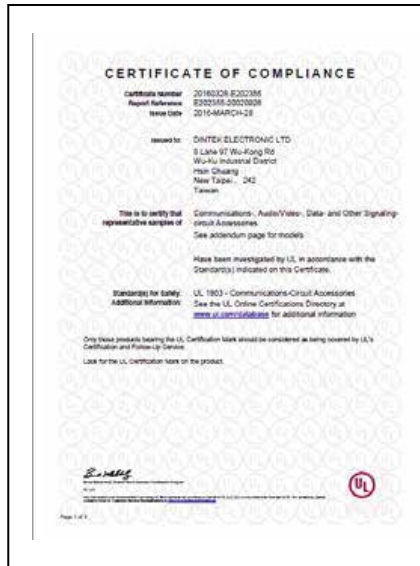 CERTIFICATE OF COMPLIANCE
Certificate Number 20160328-E202355
Report Reference E202355-20020926
Issue Date 2016-MARCH-28
Issued to: DINTEK ELECTRONIC LTD
8 Lane 97 Wu-Kong Rd
Wu-Ku Industrial District
Hsin Chuang
New Taipei, 242
Taiwan
This is to certify that Communications-, Audio/Video-, Data- and Other Signaling-
representative samples of circuit Accessories
See addendum page for models
Have been investigated by UL in accordance with the
Standard(s) indicated on this Certificate.
Standard(s) for Safety: UL 1863 - Communications-Circuit Accessories
Additional Information: See the UL Online Certifications Directory at
www.ul.com/database for additional information
Only those products bearing the UL Certification Mark should be considered as being covered by UL's
Certification and Follow-Up Service.
Look for the UL Certification Mark on the product.
UL
Page 1 of